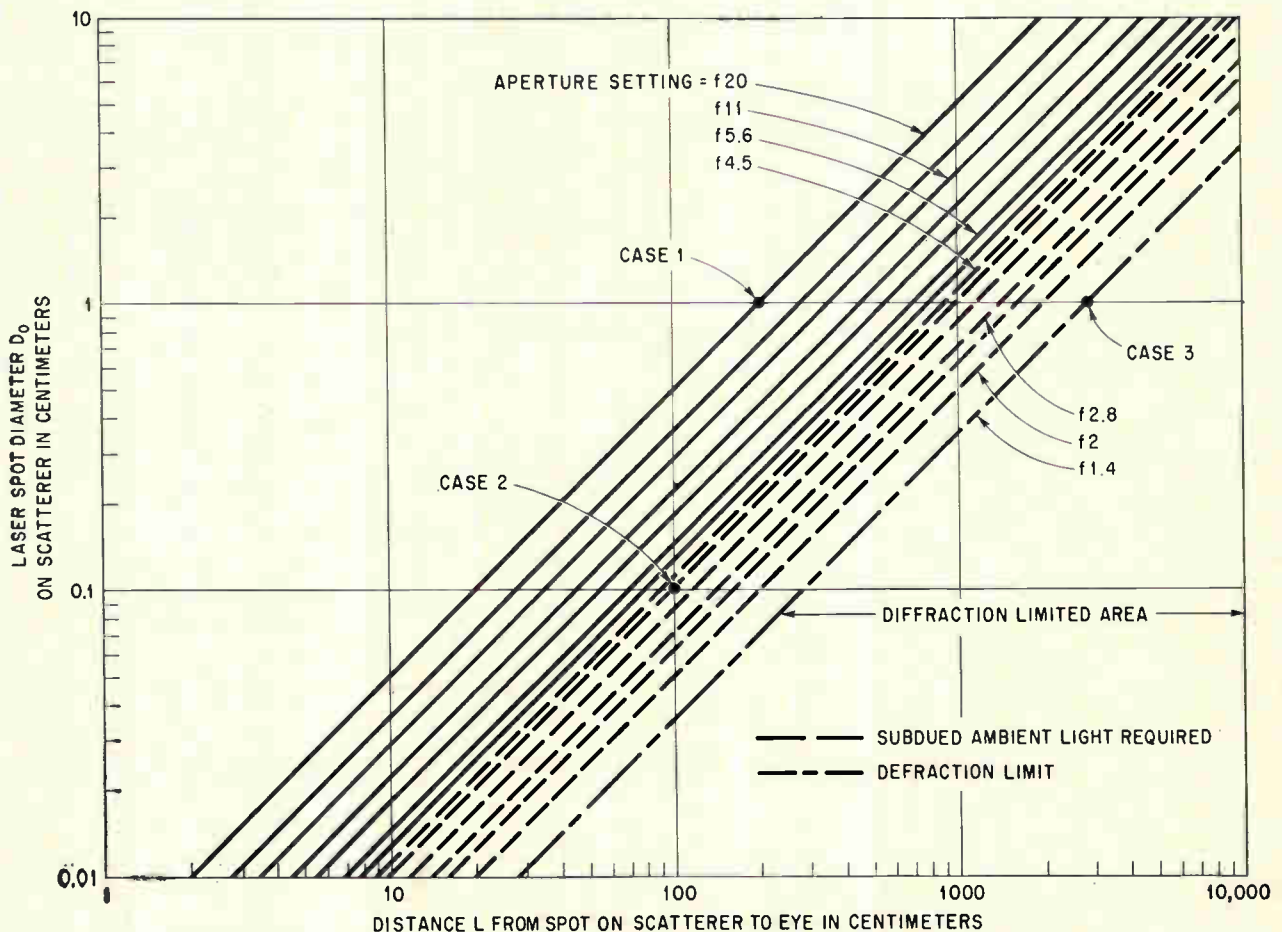 10
APERTURE SETTING = f20
f11
f5.6
f4.5
CASE 1
1
CASE 3
LASER SPOT DIAMETER D₀
ON SCATTERER IN CENTIMETERS
f2.8
f2
f1.4
CASE 2
0.1
DIFFRACTION LIMITED AREA
SUBDUED AMBIENT LIGHT REQUIRED
DEFRACTION LIMIT
0.01
1
10
100
1000
10,000
DISTANCE L FROM SPOT ON SCATTERER TO EYE IN CENTIMETERS